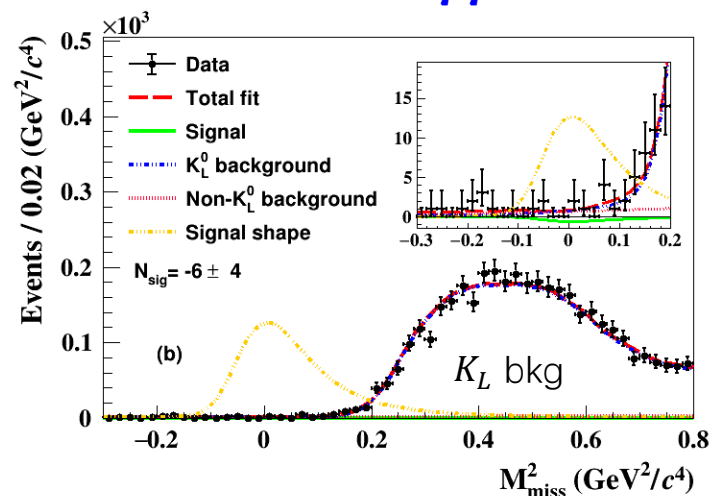 ×10³
0.5
0.4
0.3
0.2
0.1
0
Events / 0.02 (GeV²/c⁴)
Data
Total fit
Signal
K⁰_L background
Non-K⁰_L background
Signal shape
N_sig= -6 ± 4
(b)
K_L bkg
15
10
5
0
−0.3 −0.2 −0.1 0 0.1 0.2
−0.2 0 0.2 0.4 0.6 0.8
M²_miss (GeV²/c⁴)